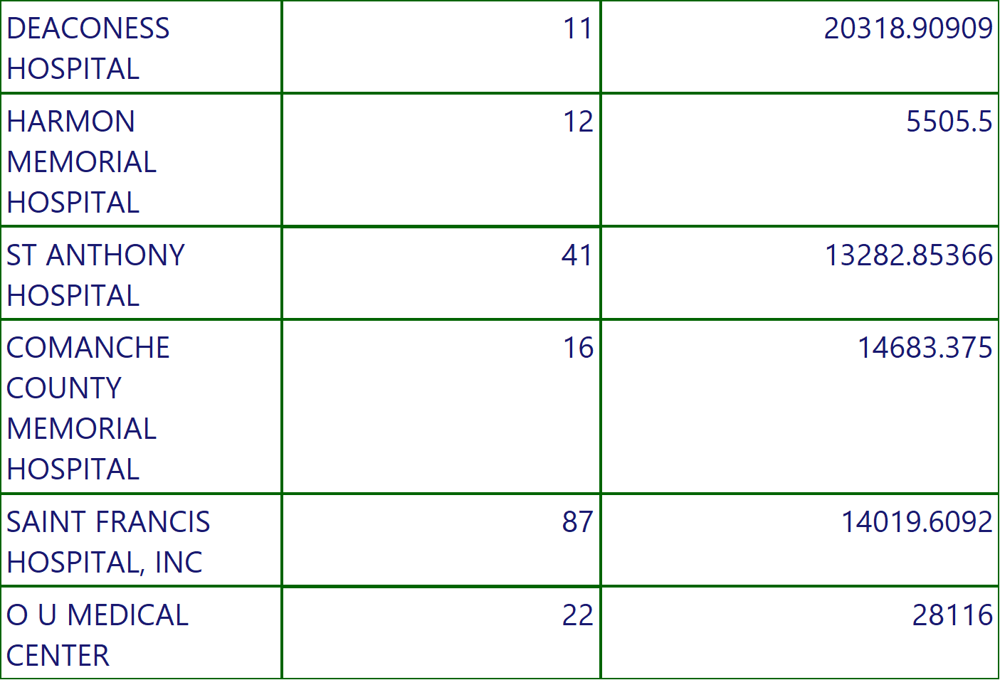 DEACONESS 11 20318.90909
HOSPITAL
HARMON 12 5505.5
MEMORIAL
HOSPITAL
ST ANTHONY 41 13282.85366
HOSPITAL
COMANCHE 16 14683.375
COUNTY
MEMORIAL
HOSPITAL
SAINT FRANCIS 87 14019.6092
HOSPITAL, INC
O U MEDICAL 22 28116
CENTER